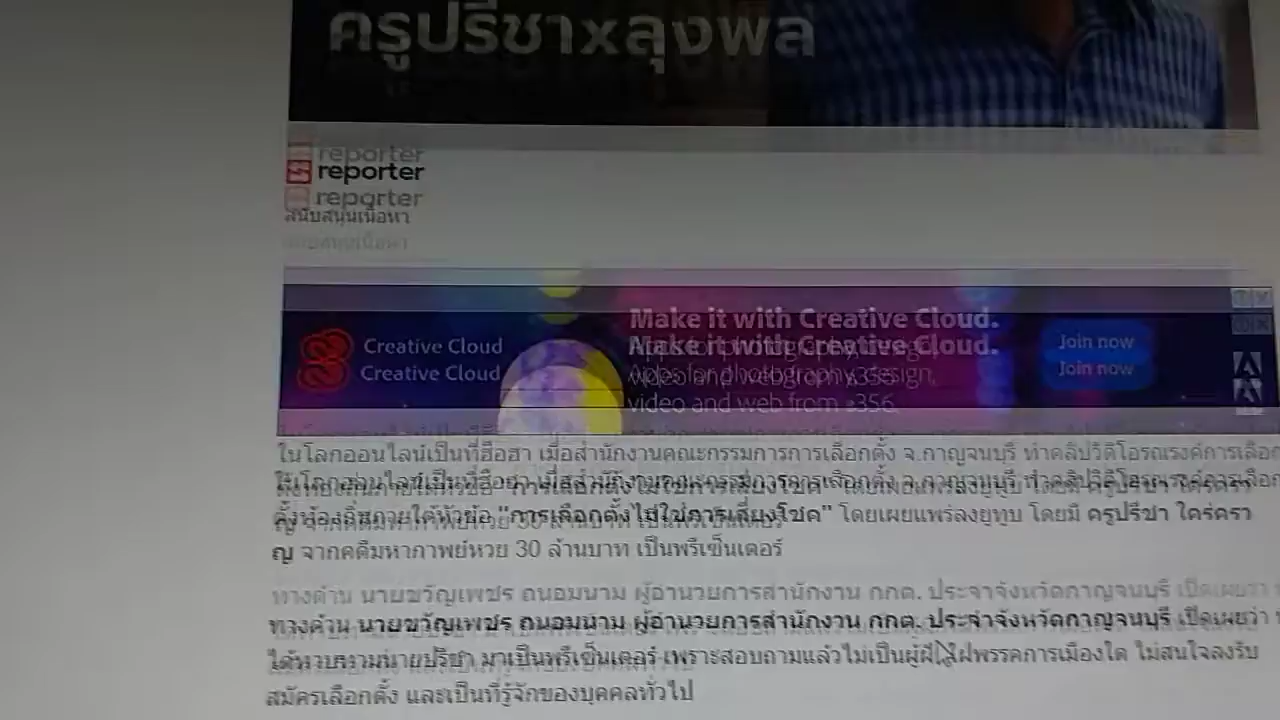 ครูปรีชาxลุงพล
reporter
สนับสนุนเนื้อหา
Creative Cloud
Make it with Creative Cloud.
Apps for photography, design,
video and web from
Join now
ในโลกออนไลน์เป็นที่ฮือฮา เมื่อสำนักงานคณะกรรมการการเลือกตั้ง จ.กาญจนบุรี ทำคลิปวิดีโอรณรงค์การเลือก
ตั้งท้องถิ่นภายใต้หัวข้อ "การเลือกตั้งไม่ใช่การเสี่ยงโชค" โดยเผยแพร่ลงยูทูบ โดยมี ครูปรีชา ใคร่ครว
ญ จากคดีมหากาพย์หวย 30 ล้านบาท เป็นพรีเซ็นเตอร์
ทางด้าน นายขวัญเพชร ถนอมนาม ผู้อำนวยการสำนักงาน กกต. ประจำจังหวัดกาญจนบุรี เปิดเผยว่า
ได้ทาบทามนายปรีชา มาเป็นพรีเซ็นเตอร์ เพราะสอบถามแล้วไม่เป็นผู้ฝักใฝ่พรรคการเมืองใด ไม่สนใจลงรับ
สมัครเลือกตั้ง และเป็นที่รู้จักของบุคคลทั่วไป